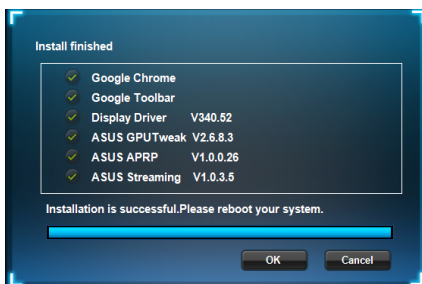 Install finished
Google Chrome
Google Toolbar
Display Driver V340.52
ASUS GPUTweak V2.6.8.3
ASUS APRP V1.0.0.26
ASUS Streaming V1.0.3.5
Installation is successful.Please reboot your system.
OK Cancel